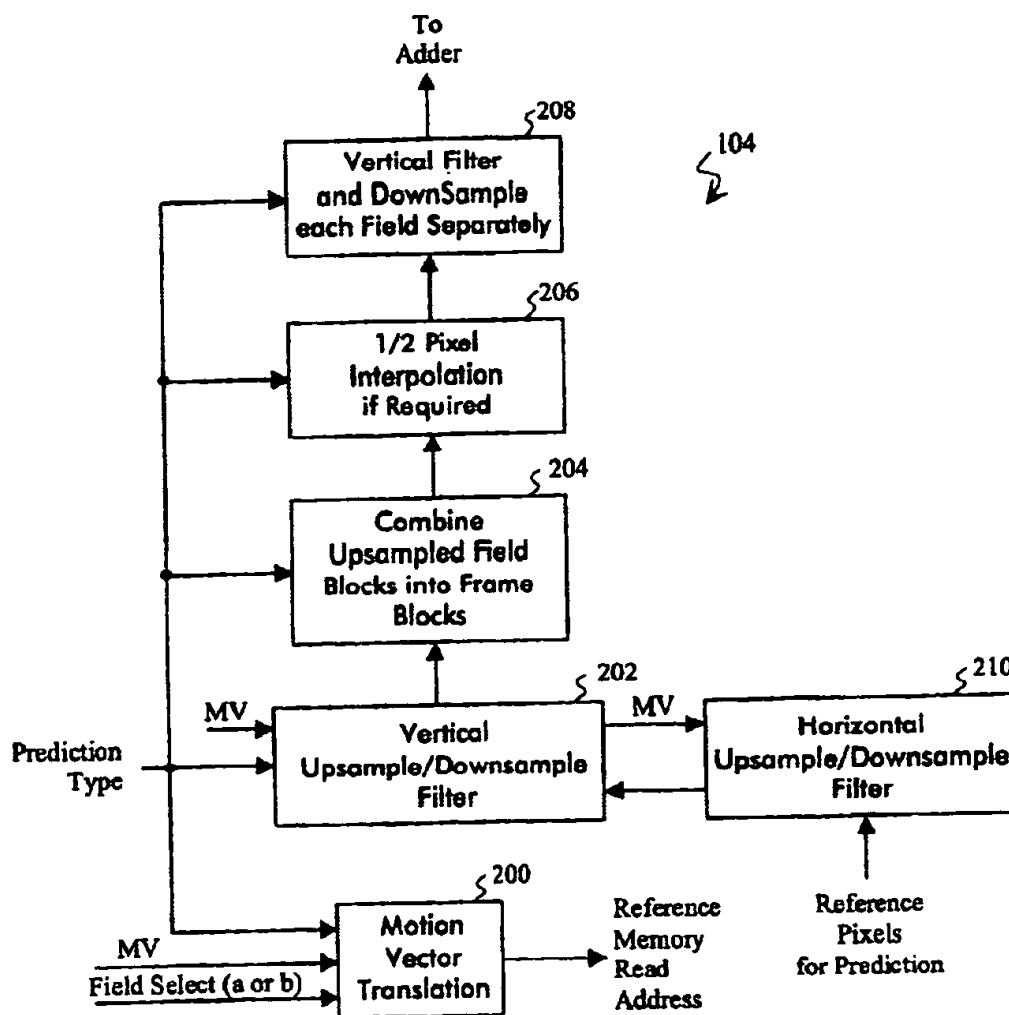 To
Adder
208
Vertical Filter
and DownSample
each Field Separately
104
206
1/2 Pixel
Interpolation
if Required
204
Combine
Upsampled Field
Blocks into Frame
Blocks
202
210
MV
Vertical
Upsample/Downsample
Filter
MV
Horizontal
Upsample/Downsample
Filter
Prediction
Type
200
Motion
Vector
Translation
MV
Field Select (a or b)
Reference
Memory
Read
Address
Reference
Pixels
for Prediction